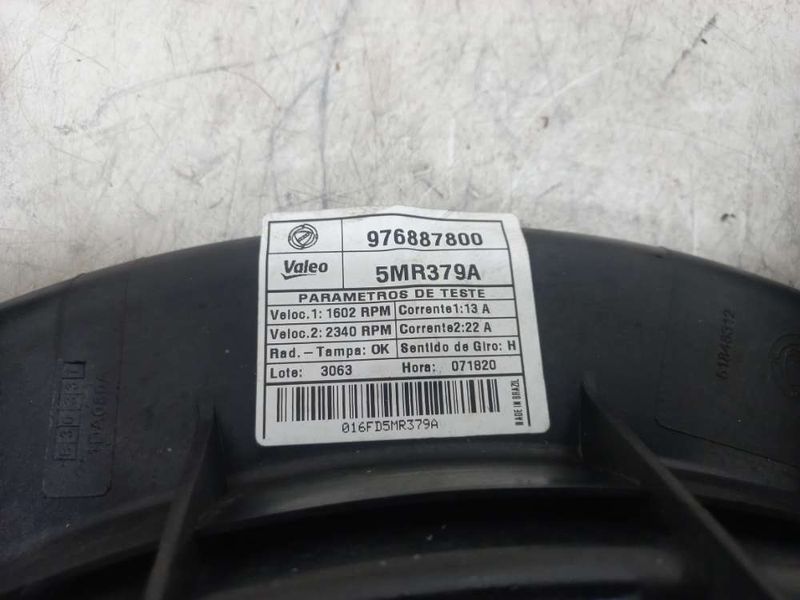 976887800
Valeo
5MR379A
PARAMETROS DE TESTE
Veloc.1: 1602 RPM Corrente1:13 A
Veloc.2: 2340 RPM Corrente2:22 A
Rad. - Tampa: OK Sentido de Giro: H
Lote: 3063 Hora: 071820
MADE IN BRAZIL
016FD5MR379A